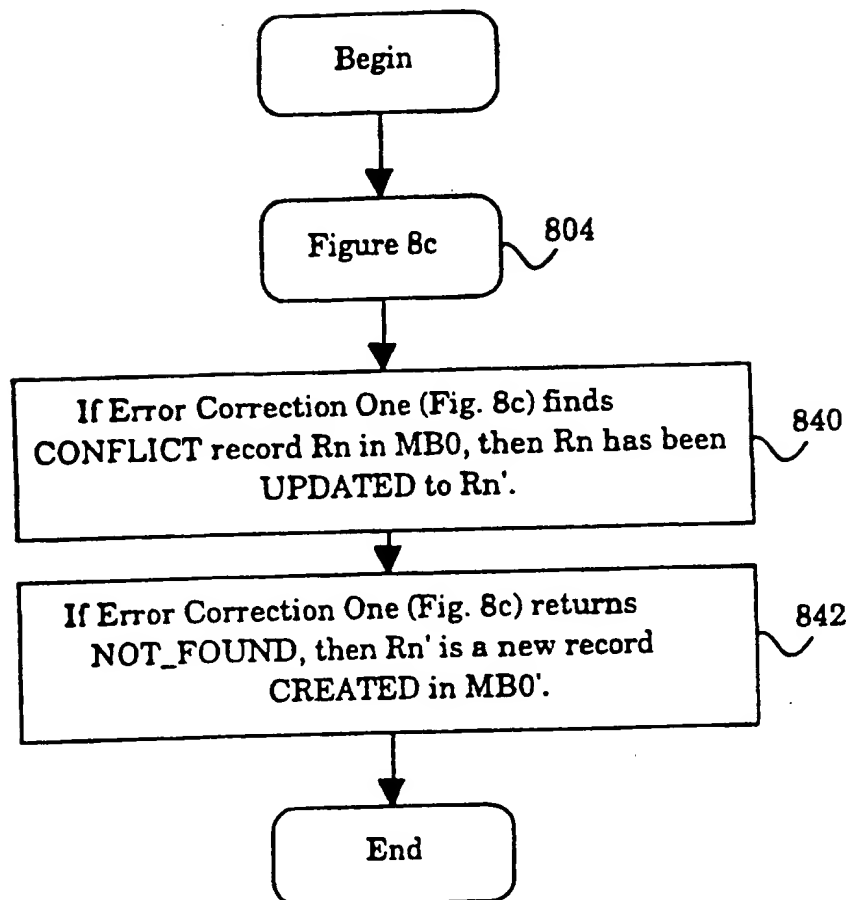 Begin
Figure 8c
804
If Error Correction One (Fig. 8c) finds
CONFLICT record Rn in MB0, then Rn has been
UPDATED to Rn'.
840
If Error Correction One (Fig. 8c) returns
NOT_FOUND, then Rn' is a new record
CREATED in MB0'.
842
End